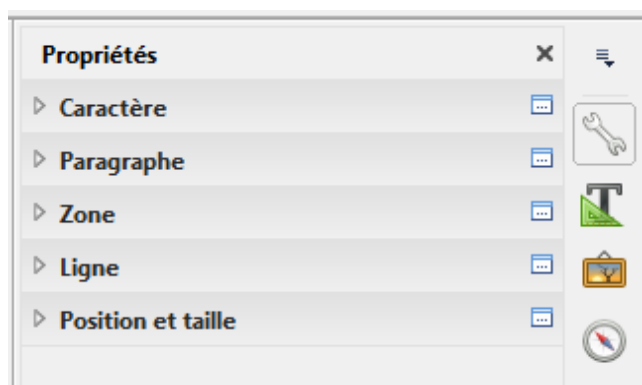 Propriétés
Caractère
Paragraphe
Zone
Ligne
Position et taille